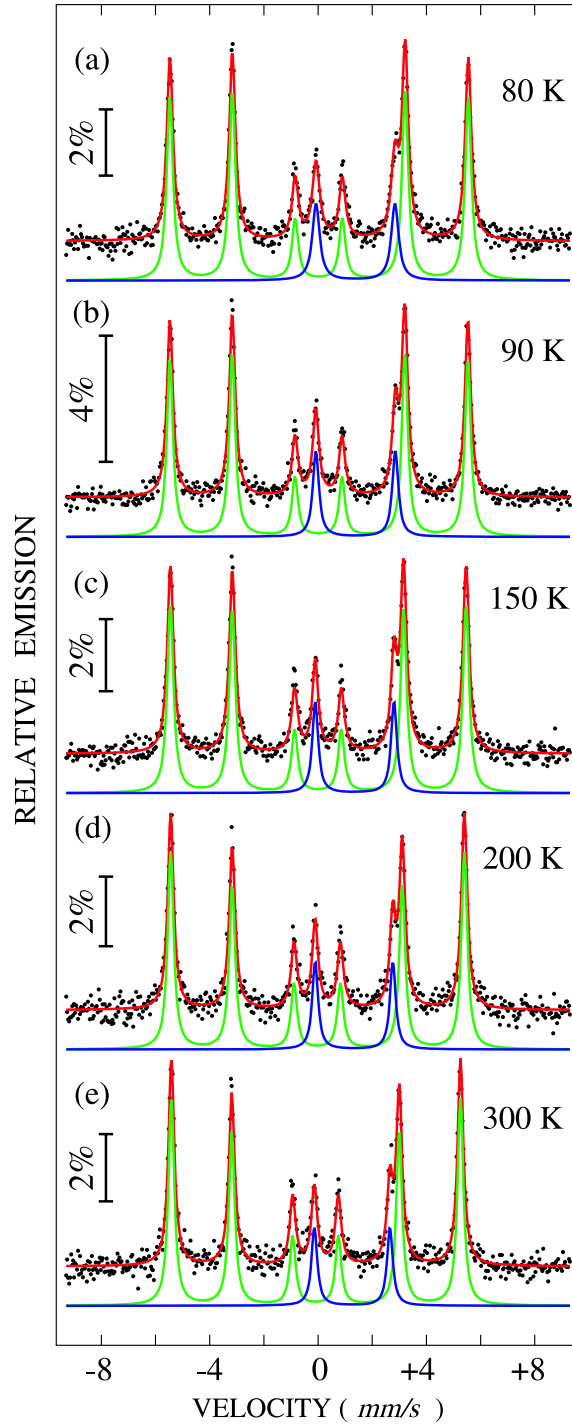 (a)
80 K
2%
(b)
90 K
4%
(c)
150 K
2%
(d)
200 K
2%
(e)
300 K
2%
RELATIVE EMISSION
-8 -4 0 +4 +8
VELOCITY ( mm/s )